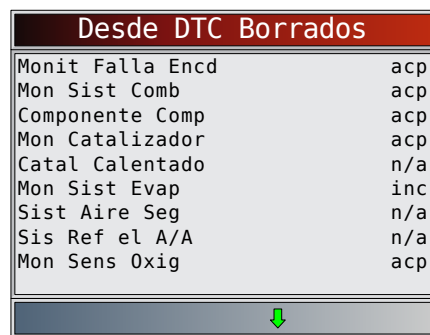 Desde DTC Borrados
Monit Falla Encd acp
Mon Sist Comb acp
Componente Comp acp
Mon Catalizador acp
Catal Calentado n/a
Mon Sist Evap inc
Sist Aire Seg n/a
Sis Ref el A/A n/a
Mon Sens Oxig acp